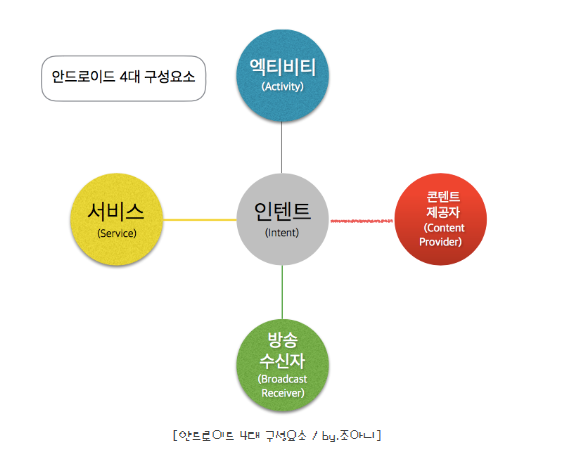 엑티비티
(Activity)
안드로이드 4대 구성요소
서비스
(Service)
인텐트
(Intent)
콘텐트
제공자
(Content
Provider)
방송
수신자
(Broadcast
Receiver)
[안드로이드 4대 구성요소 / by.조아니]